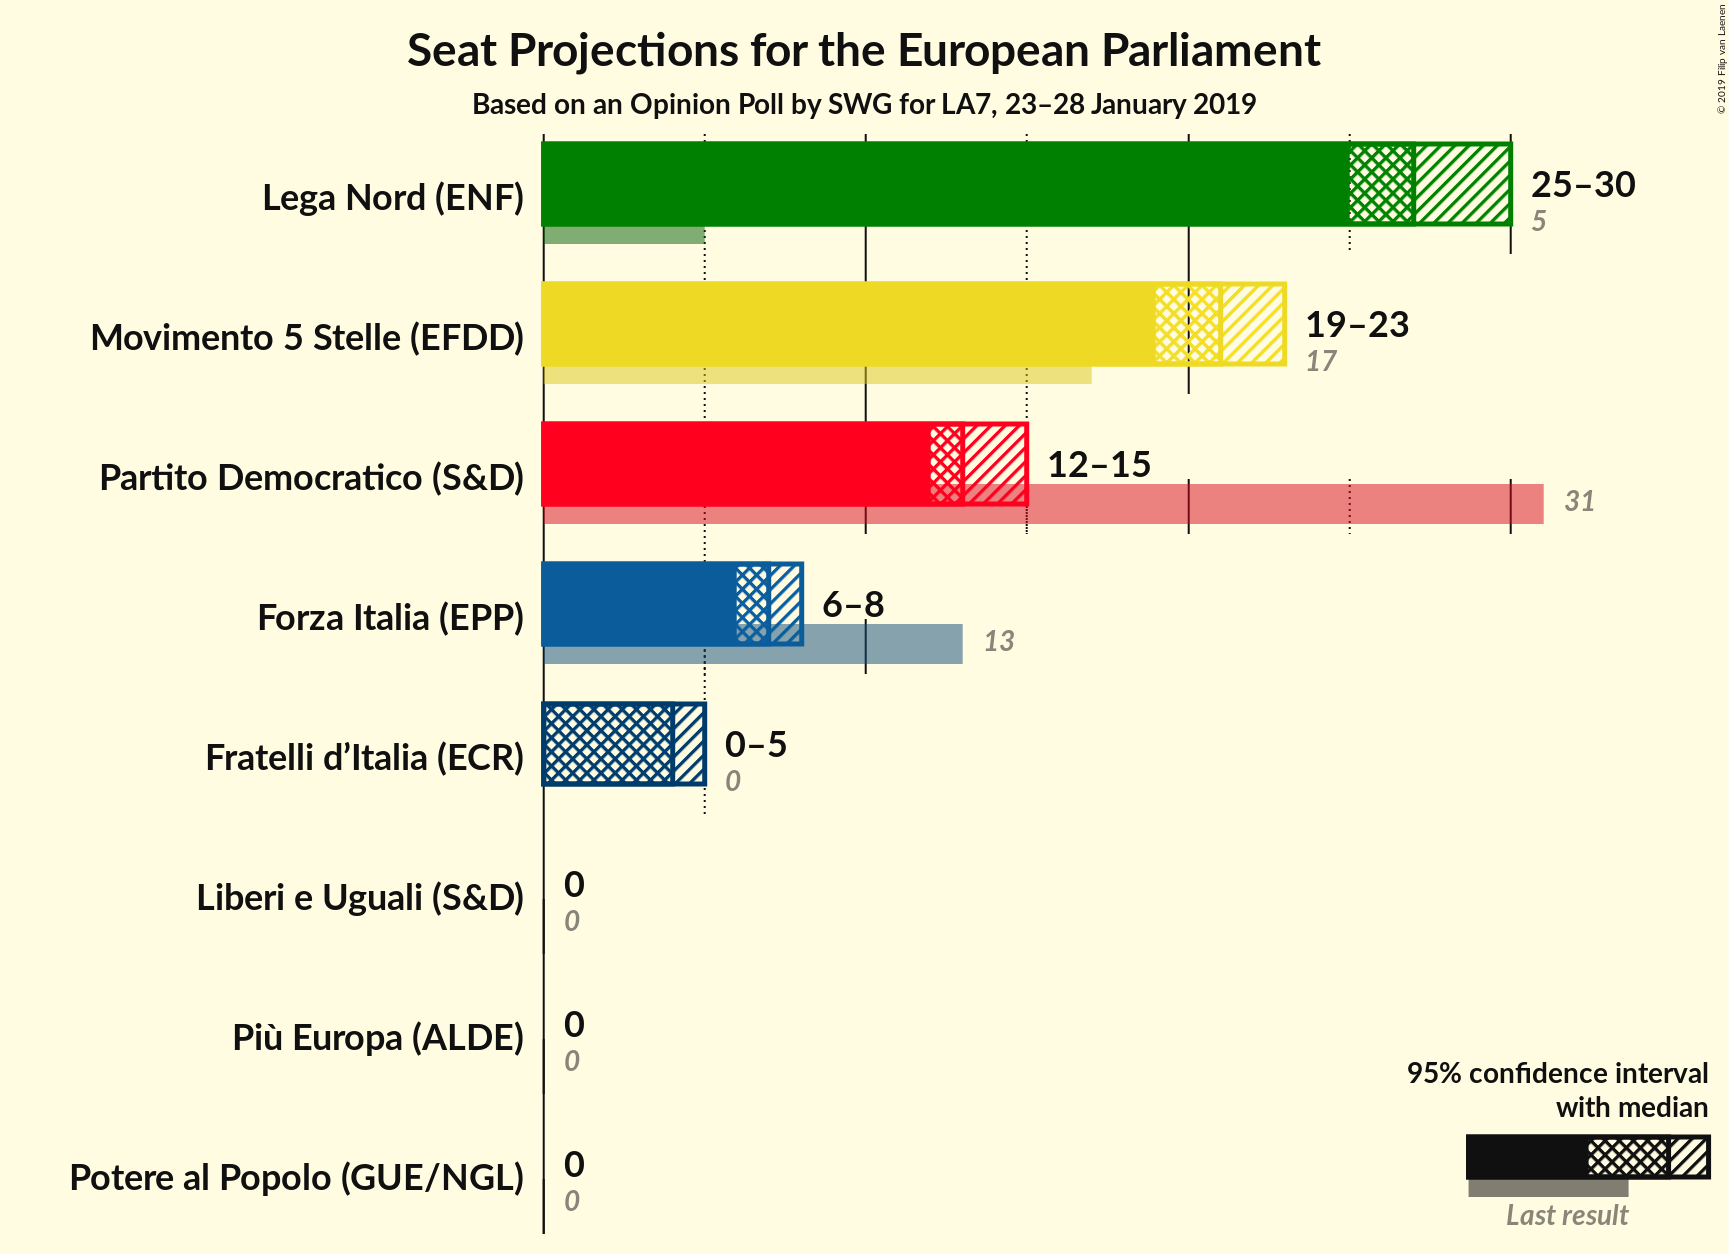 Seat Projections for the European Parliament
Based on an Opinion Poll by SWG for LA7, 23–28 January 2019
© 2019 Filip van Laenen
Lega Nord (ENF)
25–30
5
Movimento 5 Stelle (EFDD)
19–23
17
Partito Democratico (S&D)
12–15
31
Forza Italia (EPP)
6–8
13
Fratelli d’Italia (ECR)
0–5
0
Liberi e Uguali (S&D)
0
0
Più Europa (ALDE)
0
0
Potere al Popolo (GUE/NGL)
0
0
95% confidence interval
with median
Last result